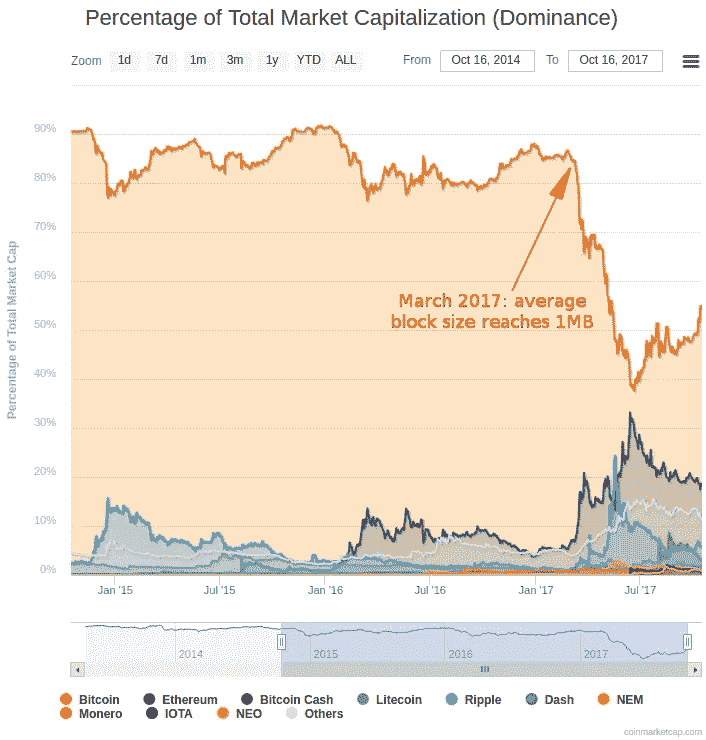 Percentage of Total Market Capitalization (Dominance)
Zoom 1d 7d 1m 3m 1y YTD ALL From Oct 16, 2014 To Oct 16, 2017
Percentage of Total Market Cap
90%
80%
70%
60%
50%
40%
30%
20%
10%
0%
March 2017: average
block size reaches 1MB
Jan '15 Jul '15 Jan '16 Jul '16 Jan '17 Jul '17
2014 2015 2016 2017
Bitcoin Ethereum Bitcoin Cash Litecoin Ripple Dash NEM
Monero IOTA NEO Others
coinmarketcap.com